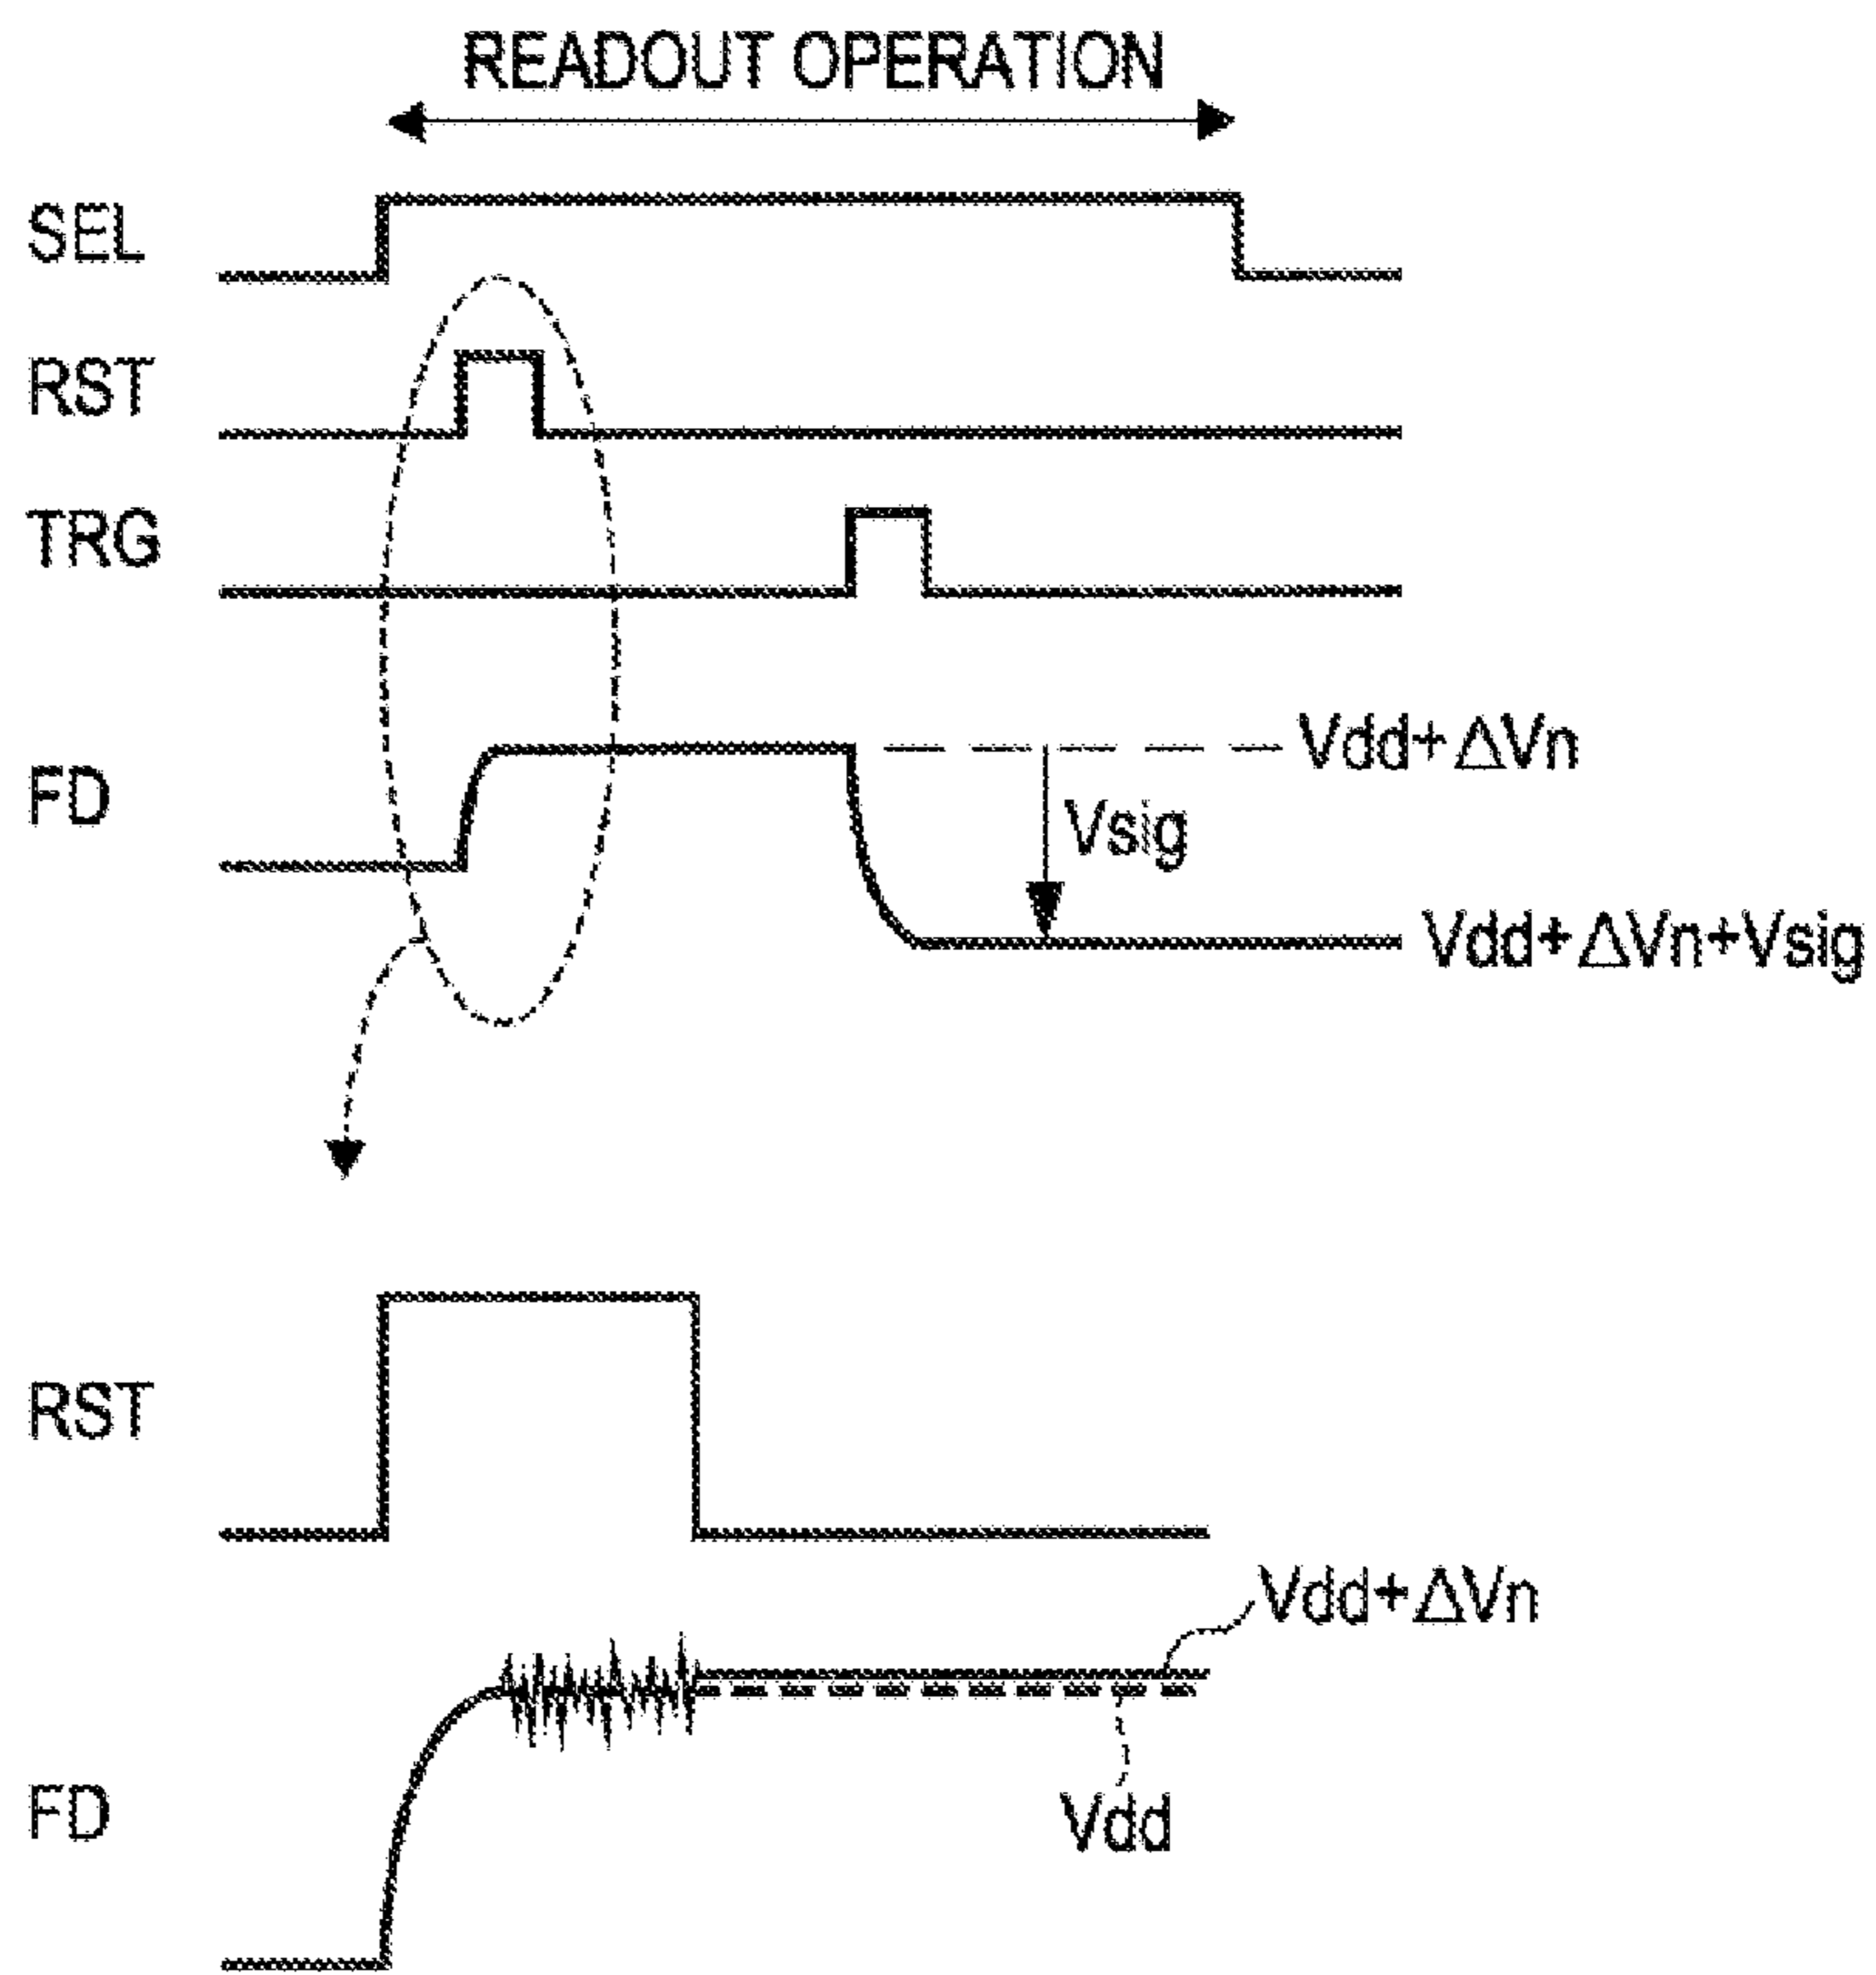 READOUT OPERATION
SEL
RST
TRG
Vdd+ΔVn
FD
Vsig
Vdd+ΔVn+Vsig
RST
Vdd+ΔVn
FD
Vdd